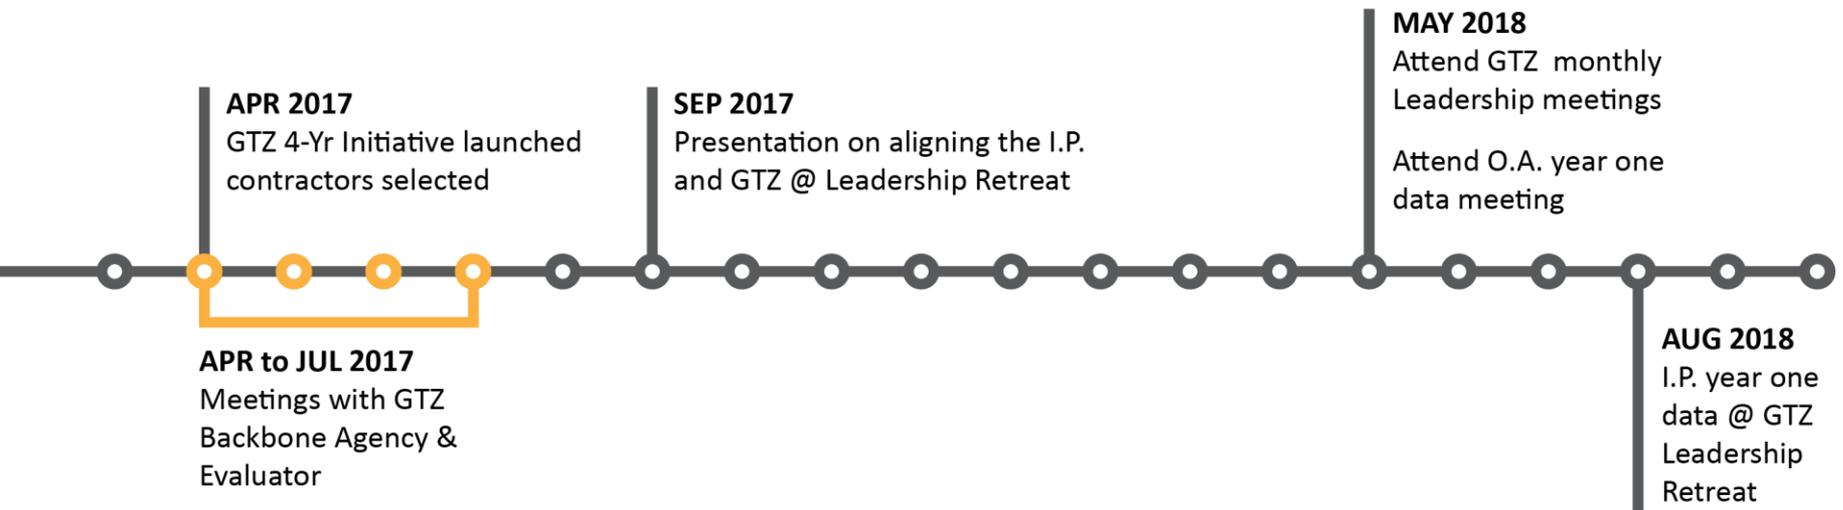 APR 2017
GTZ 4-Yr Initiative launched
contractors selected
SEP 2017
Presentation on aligning the I.P.
and GTZ @ Leadership Retreat
MAY 2018
Attend GTZ monthly
Leadership meetings
Attend O.A. year one
data meeting
APR to JUL 2017
Meetings with GTZ
Backbone Agency &
Evaluator
AUG 2018
I.P. year one
data @ GTZ
Leadership
Retreat